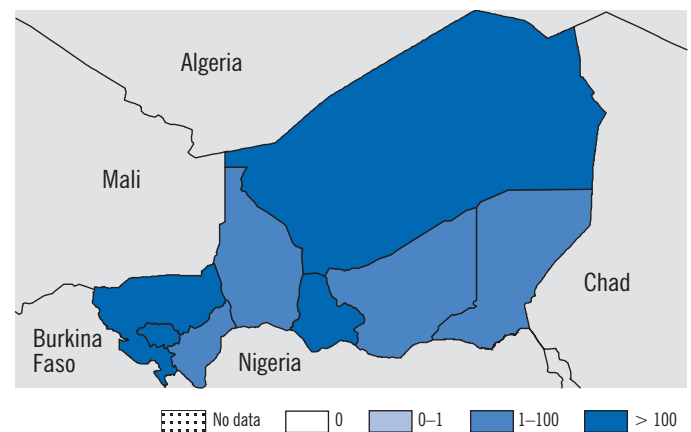 Algeria
Mali
Chad
Burkina
Faso
Nigeria
No data
0
0–1
1–100
> 100